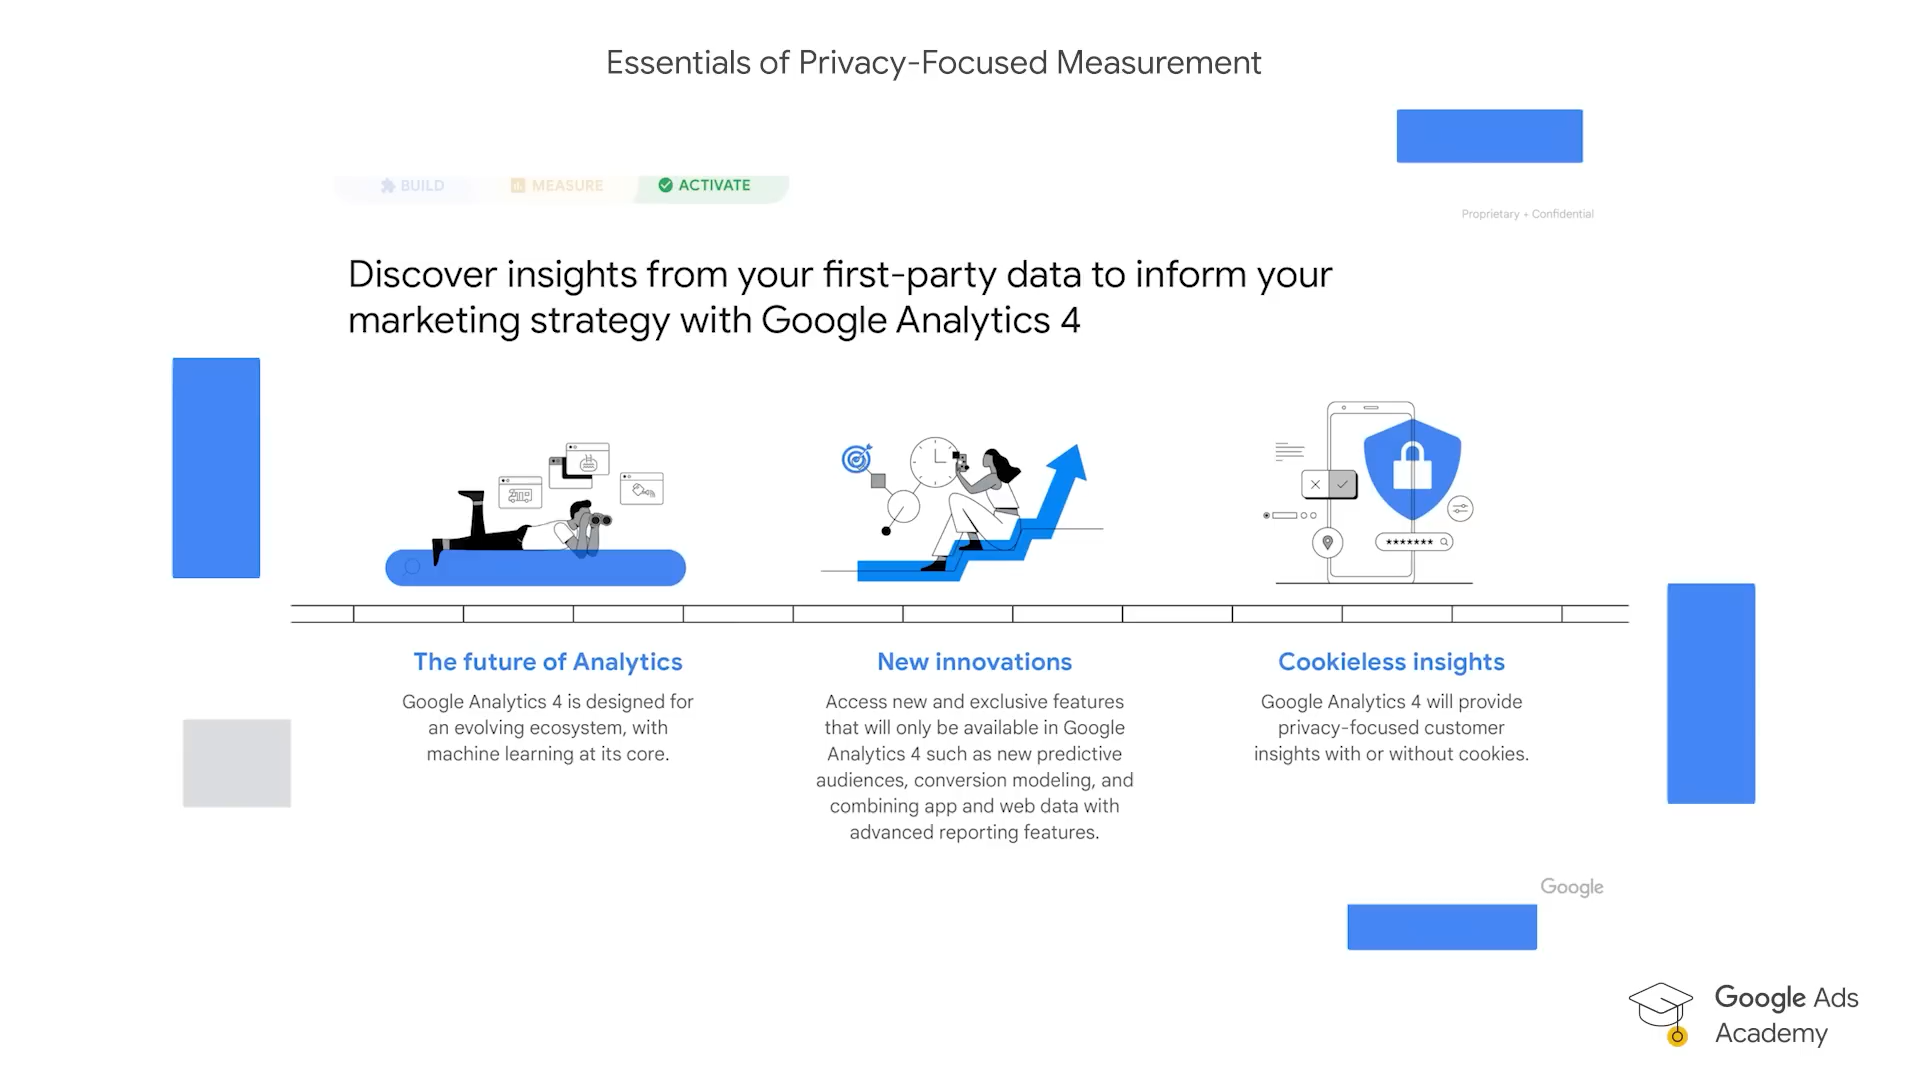 Essentials of Privacy-Focused Measurement
BUILD
MEASURE
ACTIVATE
Proprietary + Confidential
Discover insights from your first-party data to inform your
marketing strategy with Google Analytics 4
*******
The future of Analytics
Google Analytics 4 is designed for
an evolving ecosystem, with
machine learning at its core.
New innovations
Access new and exclusive features
that will only be available in Google
Analytics 4 such as new predictive
audiences, conversion modeling, and
combining app and web data with
advanced reporting features.
Cookieless insights
Google Analytics 4 will provide
privacy-focused customer
insights with or without cookies.
Google
Google Ads
Academy